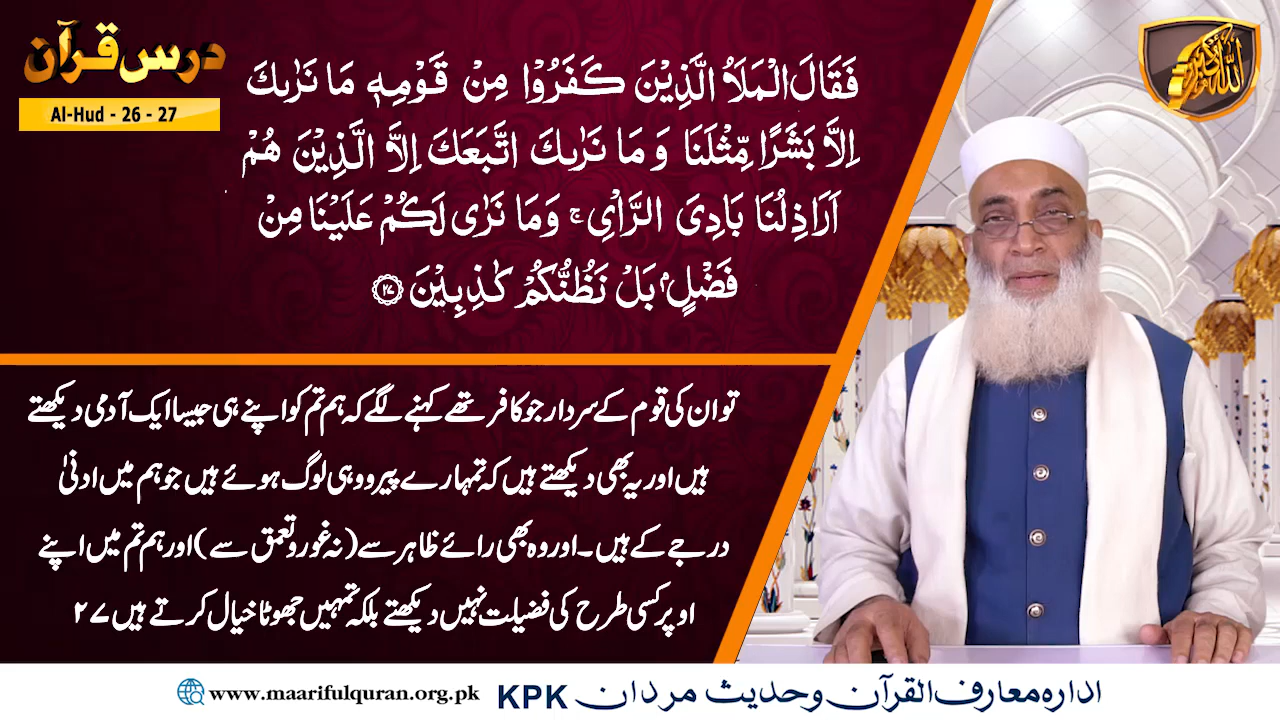 درس قرآن
Al-Hud - 26 - 27
فَقَالَ الْمَلَاُ الَّذِیْنَ كَفَرُوْا مِنْ قَوْمِهٖ مَا نَرٰىكَ
اِلَّا بَشَرًا مِّثْلَنَا وَ مَا نَرٰىكَ اتَّبَعَكَ اِلَّا الَّذِیْنَ هُمْ
اَرَاذِلُنَا بَادِیَ الرَّاْیِ ۚ وَ مَا نَرٰى لَكُمْ عَلَیْنَا مِنْ
فَضْلٍۭ بَلْ نَظُنُّكُمْ كٰذِبِیْنَ ۝۲۷
تو ان کی قوم کے سردار جو کافر تھے کہنے لگے کہ ہم تم کو اپنے ہی جیسا ایک آدمی دیکھتے
ہیں اور یہ بھی دیکھتے ہیں کہ تمہارے پیرو وہی لوگ ہوئے ہیں جو ہم میں ادنیٰ
درجے کے ہیں۔ اور وہ بھی رائے ظاہر سے (نہ غور و تعمق سے) اور ہم تم میں اپنے
اوپر کسی طرح کی فضیلت نہیں دیکھتے بلکہ تمہیں جھوٹا خیال کرتے ہیں ۲۷
اللہ اکبر
ادارہ معارف القرآن وحدیث مردان KPK
www.maarifulquran.org.pk